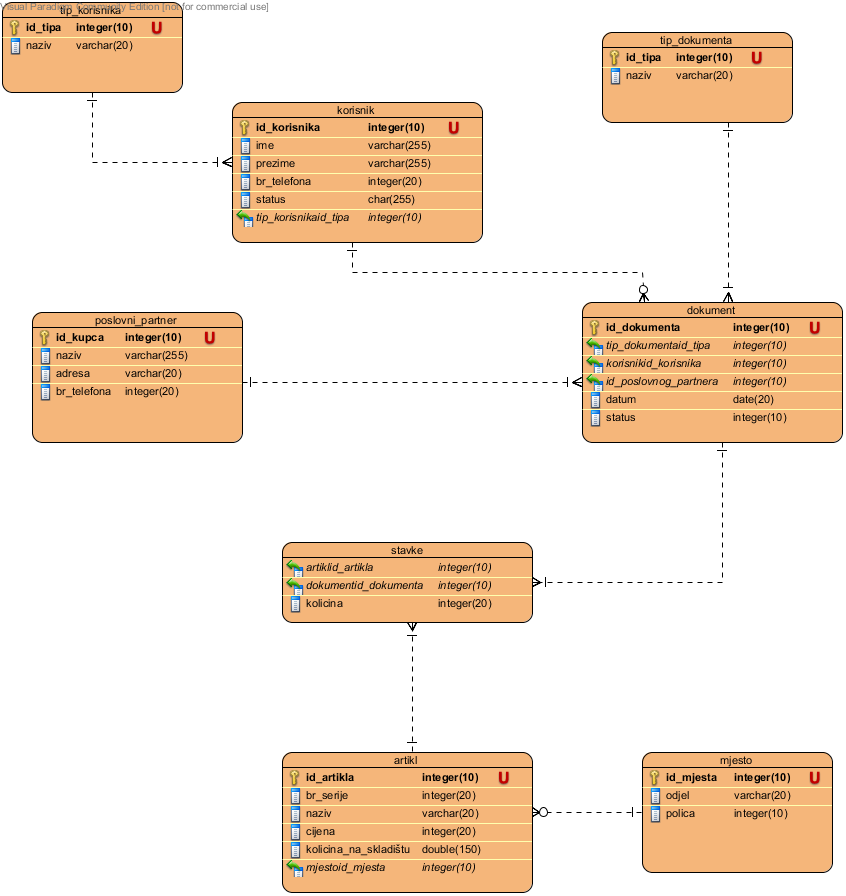 Visual Paradigm Community Edition [not for commercial use]
tip_korisnika
id_tipa integer(10) U
naziv varchar(20)
tip_dokumenta
id_tipa integer(10) U
naziv varchar(20)
korisnik
id_korisnika integer(10) U
ime varchar(255)
prezime varchar(255)
br_telefona integer(20)
status char(255)
tip_korisnikaid_tipa integer(10)
poslovni_partner
id_kupca integer(10) U
naziv varchar(255)
adresa varchar(20)
br_telefona integer(20)
dokument
id_dokumenta integer(10) U
tip_dokumentaid_tipa integer(10)
korisnikid_korisnika integer(10)
id_poslovnog_partnera integer(10)
datum date(20)
status integer(10)
stavke
artiklid_artikla integer(10)
dokumentid_dokumenta integer(10)
kolicina integer(20)
artikl
id_artikla integer(10) U
br_serije integer(20)
naziv varchar(20)
cijena integer(20)
kolicina_na_skladištu double(150)
mjestoid_mjesta integer(10)
mjesto
id_mjesta integer(10) U
odjel varchar(20)
polica integer(10)